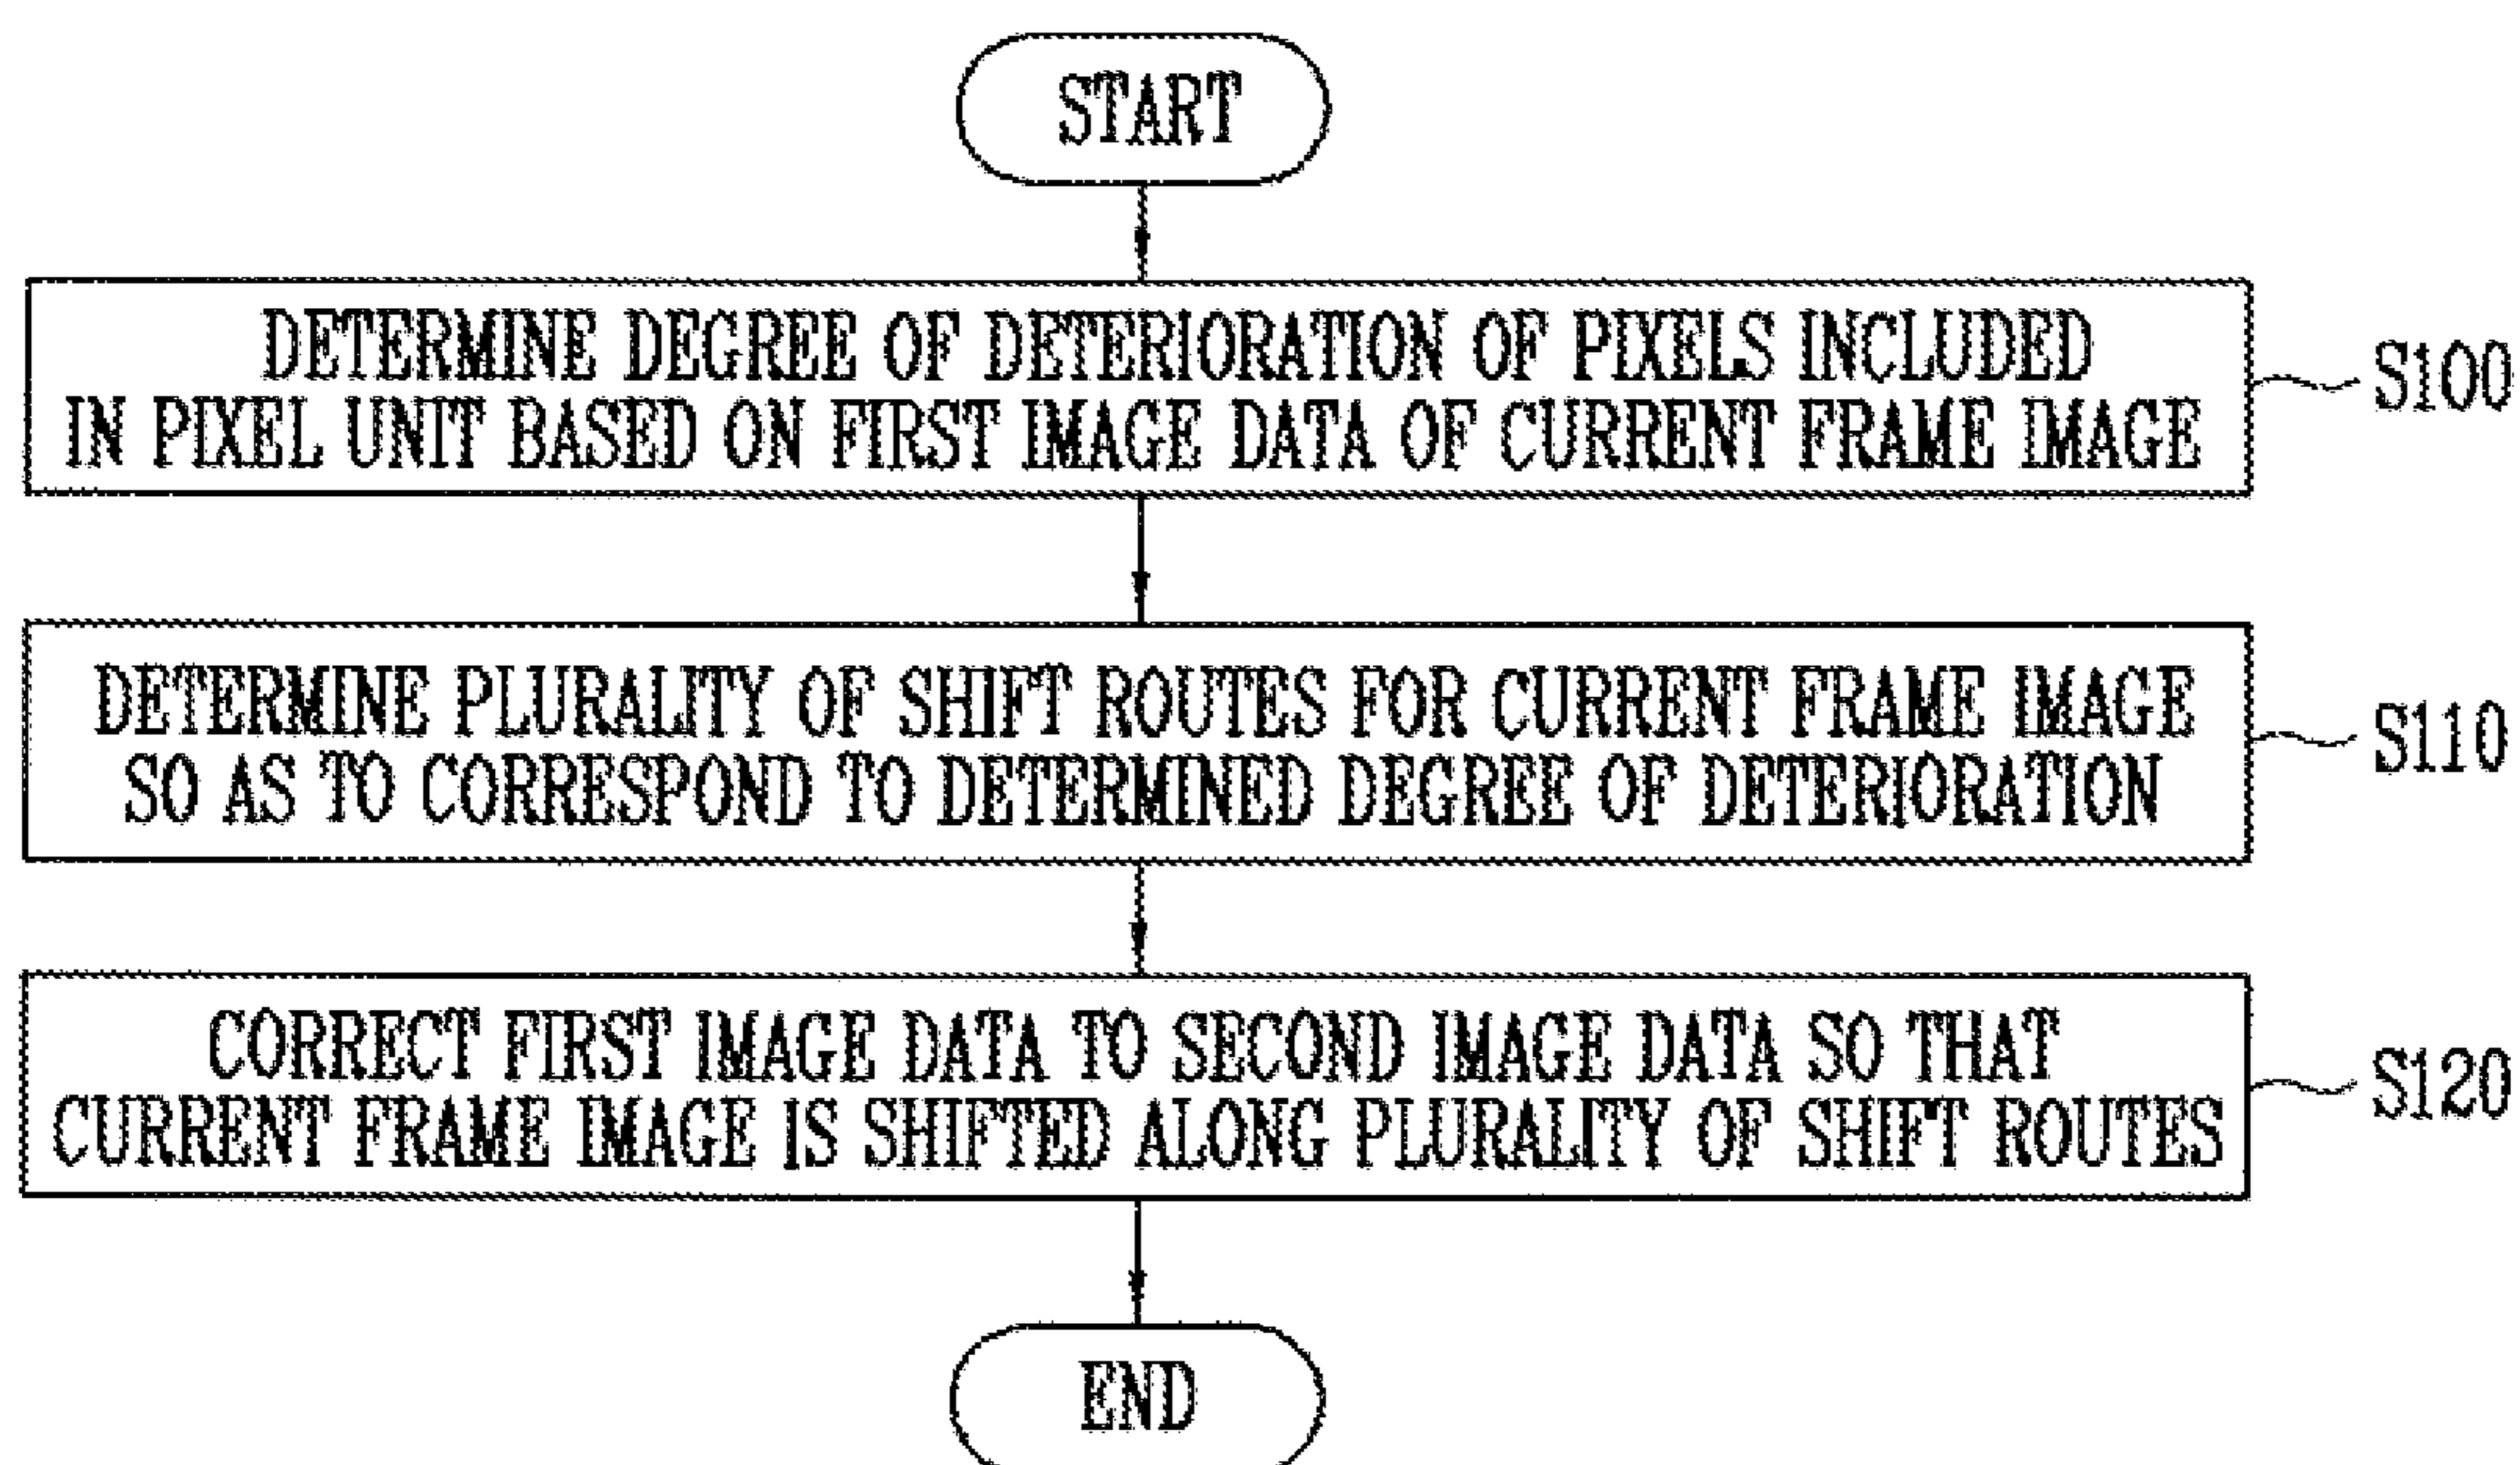 START
DETERMINE DEGREE OF DETERIORATION OF PIXELS INCLUDED
IN PIXEL UNIT BASED ON FIRST IMAGE DATA OF CURRENT FRAME IMAGE
S100
DETERMINE PLURALITY OF SHIFT ROUTES FOR CURRENT FRAME IMAGE
SO AS TO CORRESPOND TO DETERMINED DEGREE OF DETERIORATION
S110
CORRECT FIRST IMAGE DATA TO SECOND IMAGE DATA SO THAT
CURRENT FRAME IMAGE IS SHIFTED ALONG PLURALITY OF SHIFT ROUTES
S120
END